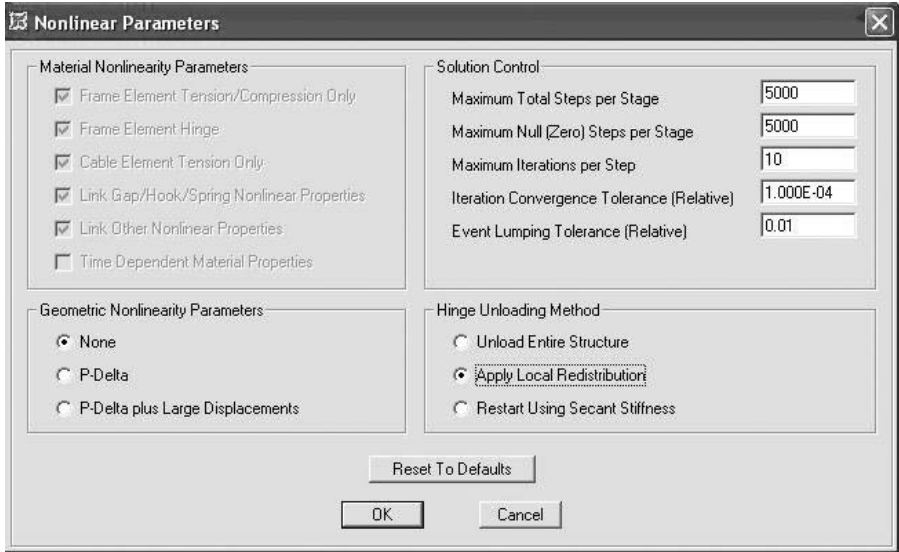 Nonlinear Parameters
Material Nonlinearity Parameters
Frame Element Tension/Compression Only
Frame Element Hinge
Cable Element Tension Only
Link Gap/Hook/Spring Nonlinear Properties
Link Other Nonlinear Properties
Time Dependent Material Properties
Solution Control
Maximum Total Steps per Stage 5000
Maximum Null (Zero) Steps per Stage 5000
Maximum Iterations per Step 10
Iteration Convergence Tolerance (Relative) 1.000E-04
Event Lumping Tolerance (Relative) 0.01
Geometric Nonlinearity Parameters
None
P-Delta
P-Delta plus Large Displacements
Hinge Unloading Method
Unload Entire Structure
Apply Local Redistribution
Restart Using Secant Stiffness
Reset To Defaults
OK Cancel